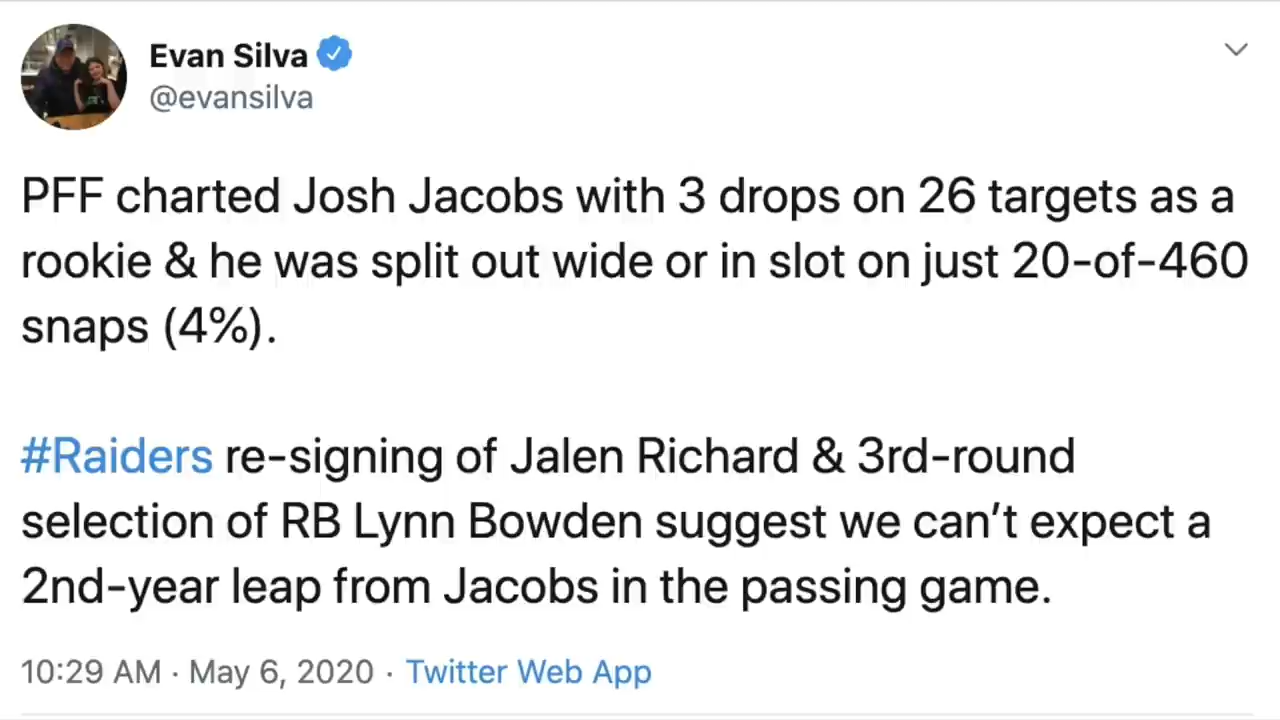 Evan Silva
@evansilva
PFF charted Josh Jacobs with 3 drops on 26 targets as a
rookie & he was split out wide or in slot on just 20-of-460
snaps (4%).
#Raiders re-signing of Jalen Richard & 3rd-round
selection of RB Lynn Bowden suggest we can’t expect a
2nd-year leap from Jacobs in the passing game.
10:29 AM · May 6, 2020 · Twitter Web App